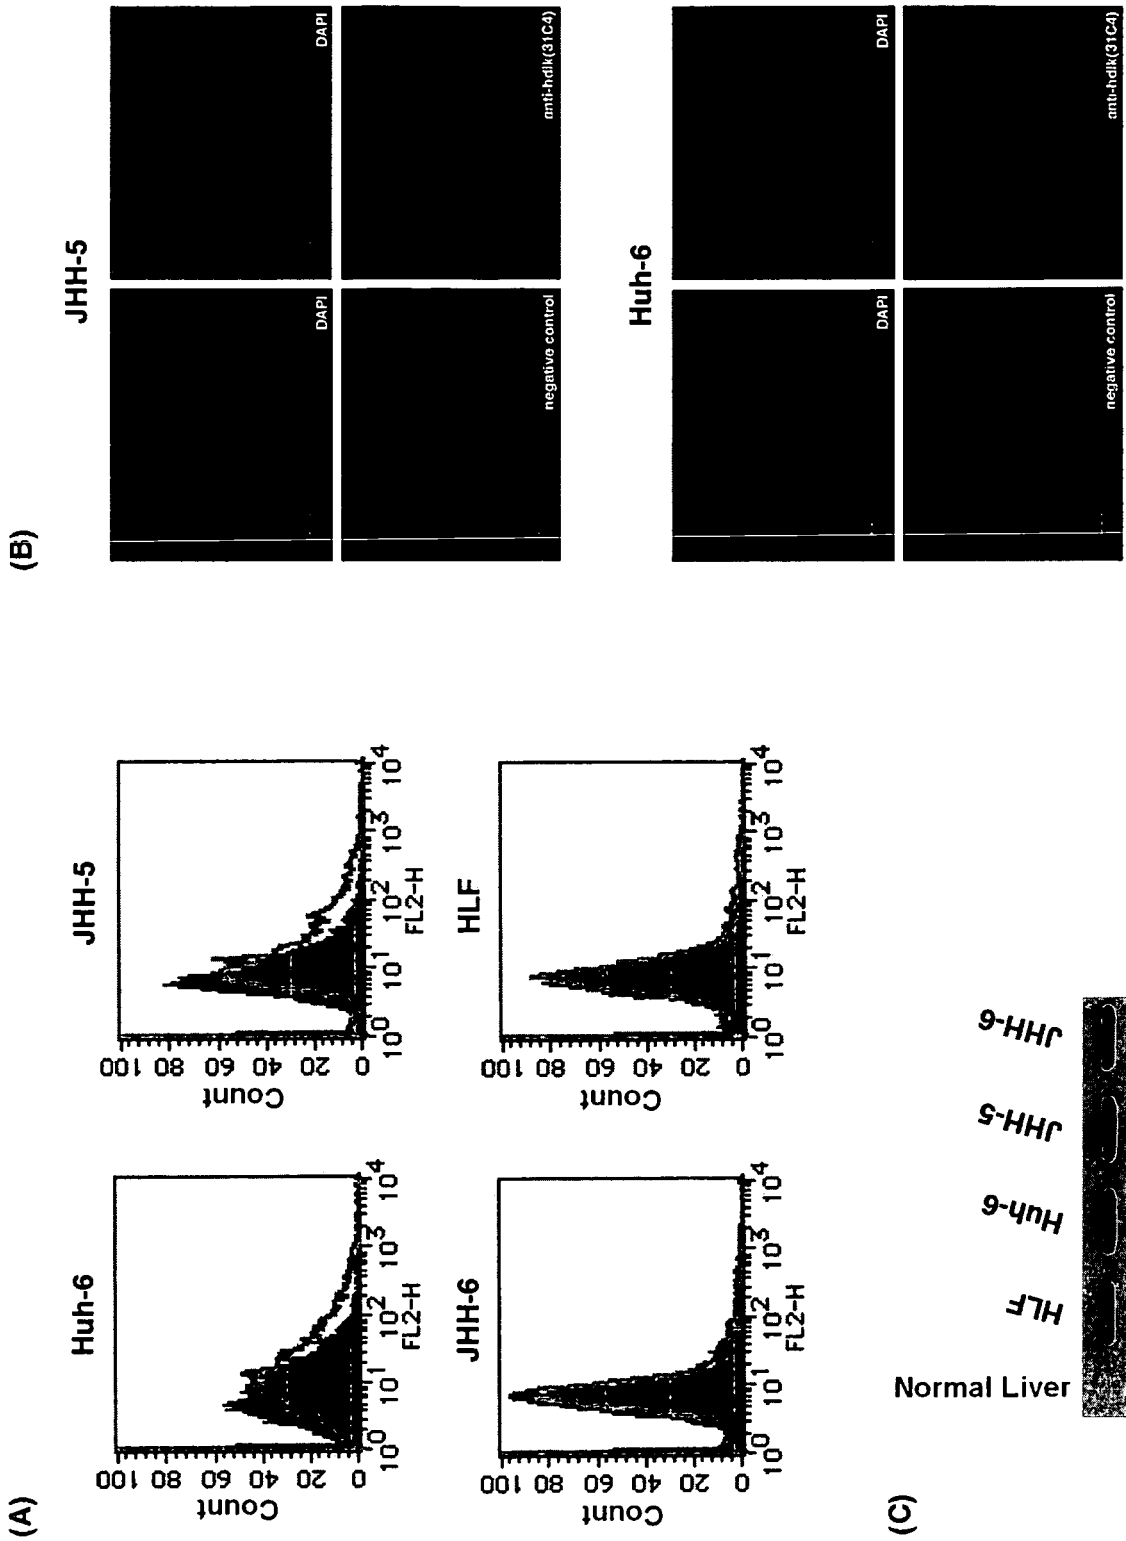 (A)
Huh-6
Count
100 80 60 40 20 0
10^0 10^1 10^2 10^3 10^4
FL2-H
JHH-5
Count
100 80 60 40 20 0
10^0 10^1 10^2 10^3 10^4
FL2-H
JHH-6
Count
100 80 60 40 20 0
10^0 10^1 10^2 10^3 10^4
FL2-H
HLF
Count
100 80 60 40 20 0
10^0 10^1 10^2 10^3 10^4
FL2-H
(B)
JHH-5
DAPI
DAPI
negative control
anti-hdlk(31C4)
Huh-6
DAPI
DAPI
negative control
anti-hdlk(31C4)
(C)
Normal Liver
HLF
Huh-6
JHH-5
JHH-6